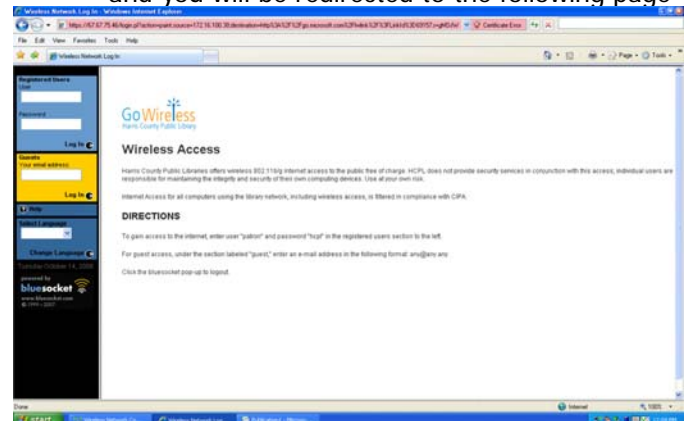 and you will be redirected to the following page
Wireless Network Log In - Windows Internet Explorer
Certificate Error
File Edit View Favorites Tools Help
Wireless Network Log In
Page Tools
Registered Users
User
Password
Log In
Guests
Your email address:
Log In
Help
Select Language
Change Language
Tuesday October 14, 2008
powered by
bluesocket
www.bluesocket.com
© 1999 - 2007
Go Wireless
Harris County Public Library
Wireless Access
Harris County Public Libraries offers wireless 802.11b/g internet access to the public free of charge. HCPL does not provide security services in conjunction with this access, individual users are
responsible for maintaining the integrity and security of their own computing devices. Use at your own risk.
Internet Access for all computers using the library network, including wireless access, is filtered in compliance with CIPA
DIRECTIONS
To gain access to the internet, enter user "patron" and password "hcpl" in the registered users section to the left.
For guest access, under the section labeled "guest," enter an e-mail address in the following format: any@any.any
Click the bluesocket pop-up to logout.
Done
Internet
100%
start